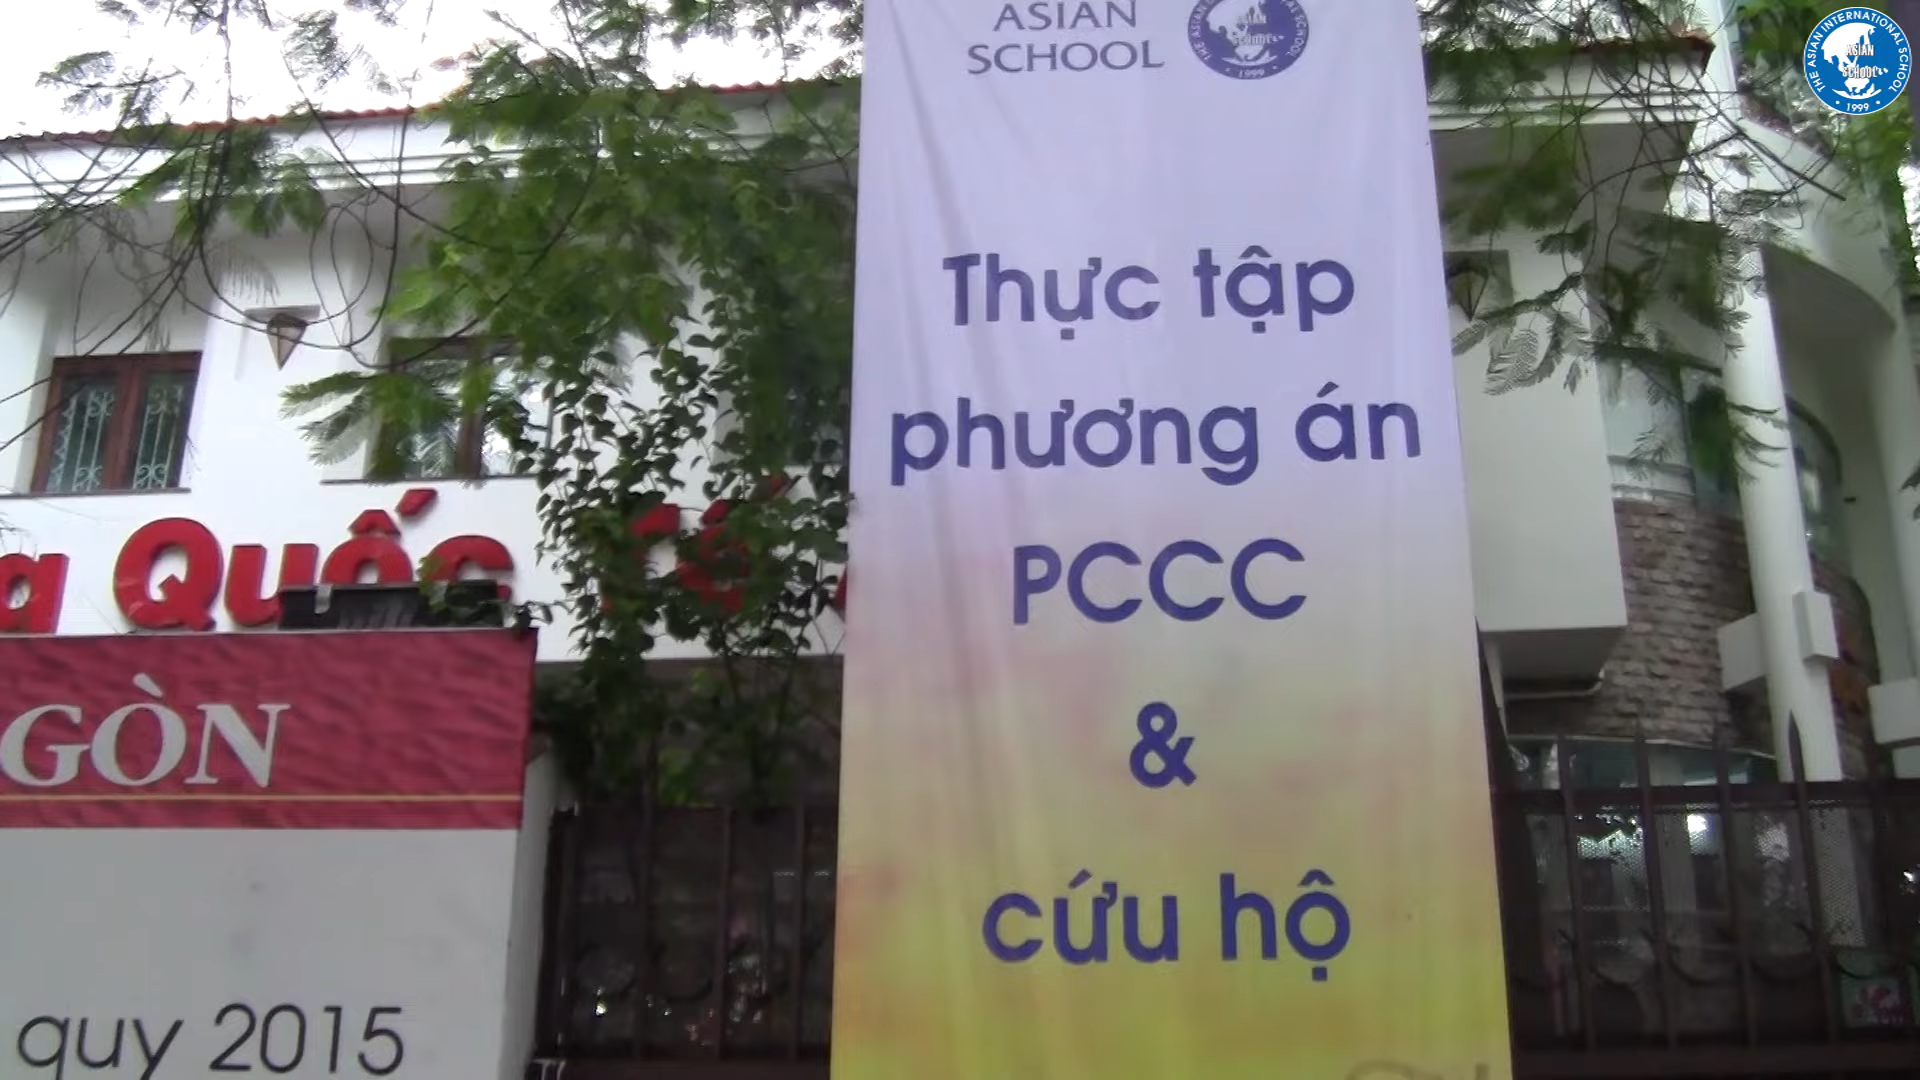 ASIAN
SCHOOL
THE ASIAN INTERNATIONAL SCHOOL
ASIAN
SCHOOL
1999
Thực tập
phương án
PCCC
&
cứu hộ
a Quốc Tế
GÒN
quy 2015